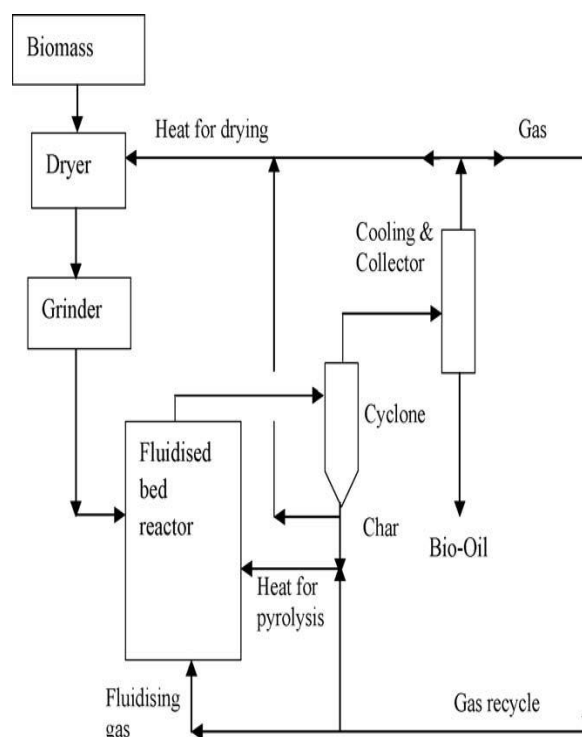 Biomass
Heat for drying
Gas
Dryer
Cooling &
Collector
Grinder
Cyclone
Fluidised
bed
reactor
Char
Bio-Oil
Heat for
pyrolysis
Fluidising
gas
Gas recycle